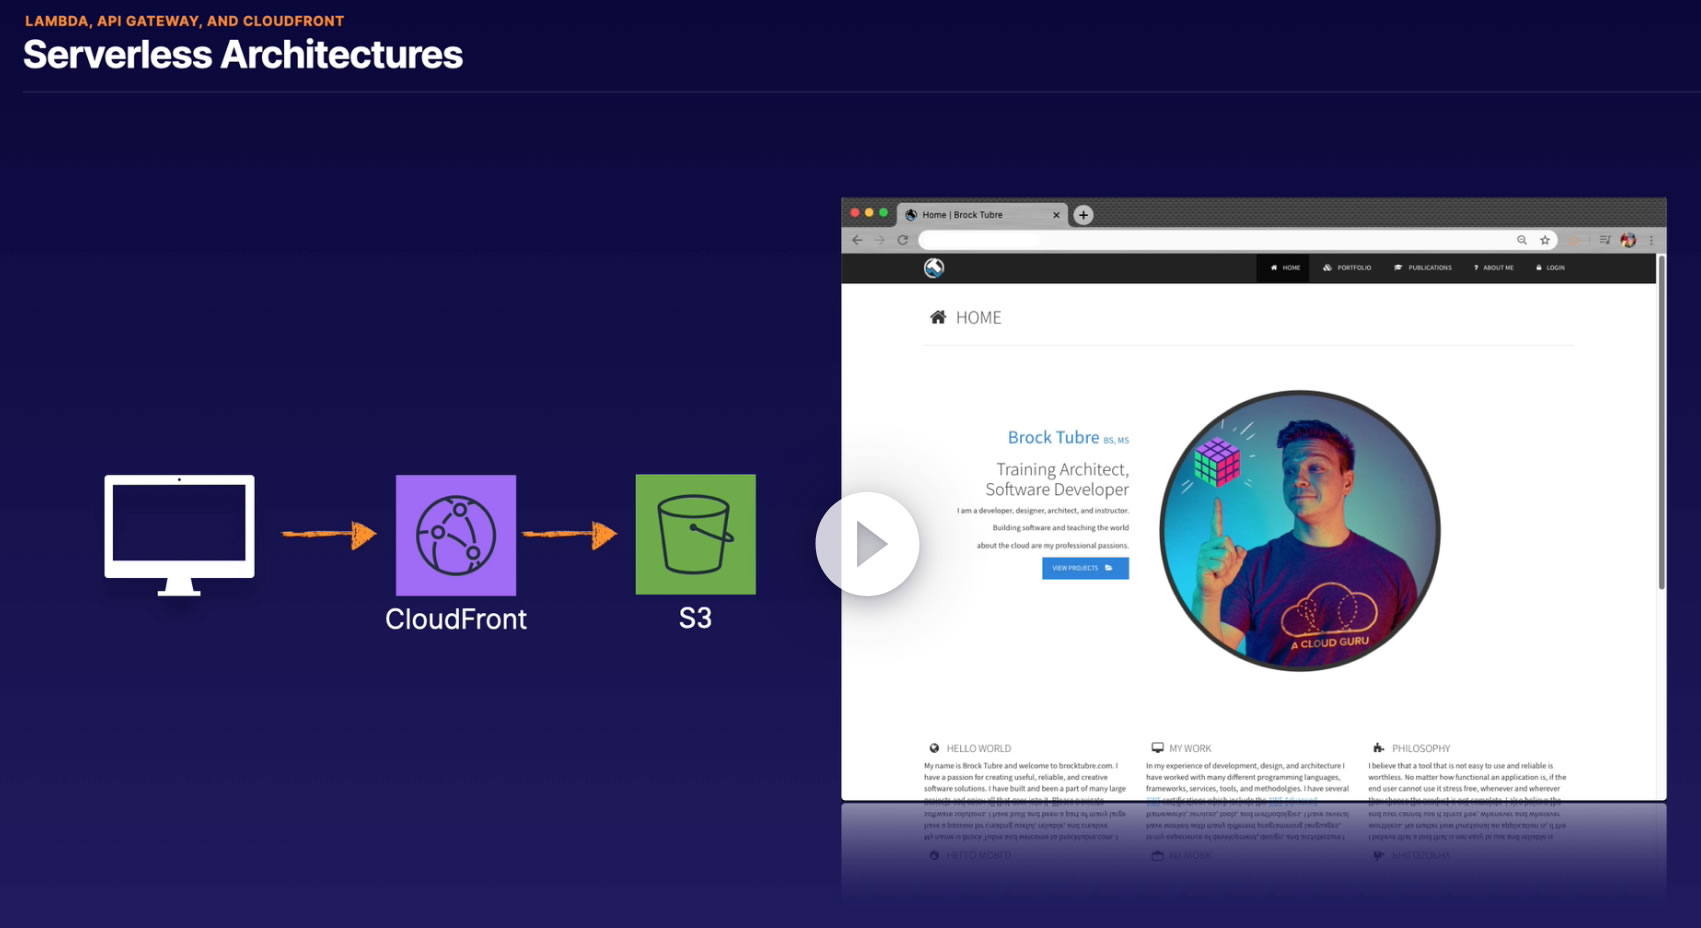 LAMBDA, API GATEWAY, AND CLOUDFRONT
Serverless Architectures
CloudFront
S3
Home | Brock Tubre
HOME
PORTFOLIO
PUBLICATIONS
? ABOUT ME
LOGIN
HOME
Brock Tubre BS, MS
Training Architect,
Software Developer
I am a developer, designer, architect, and instructor.
Building software and teaching the world
about the cloud are my professional passions.
VIEW PROJECTS
A CLOUD GURU
HELLO WORLD
My name is Brock Tubre and welcome to brocktubre.com. I
have a passion for creating useful, reliable, and creative
software solutions. I have built and been a part of many large
MY WORK
In my experience of development, design, and architecture I
have worked with many different programming languages,
frameworks, services, tools, and methodolgies. I have several
PHILOSOPHY
I believe that a tool that is not easy to use and reliable is
worthless. No matter how functional an application is, if the
end user cannot use it stress free, whenever and wherever